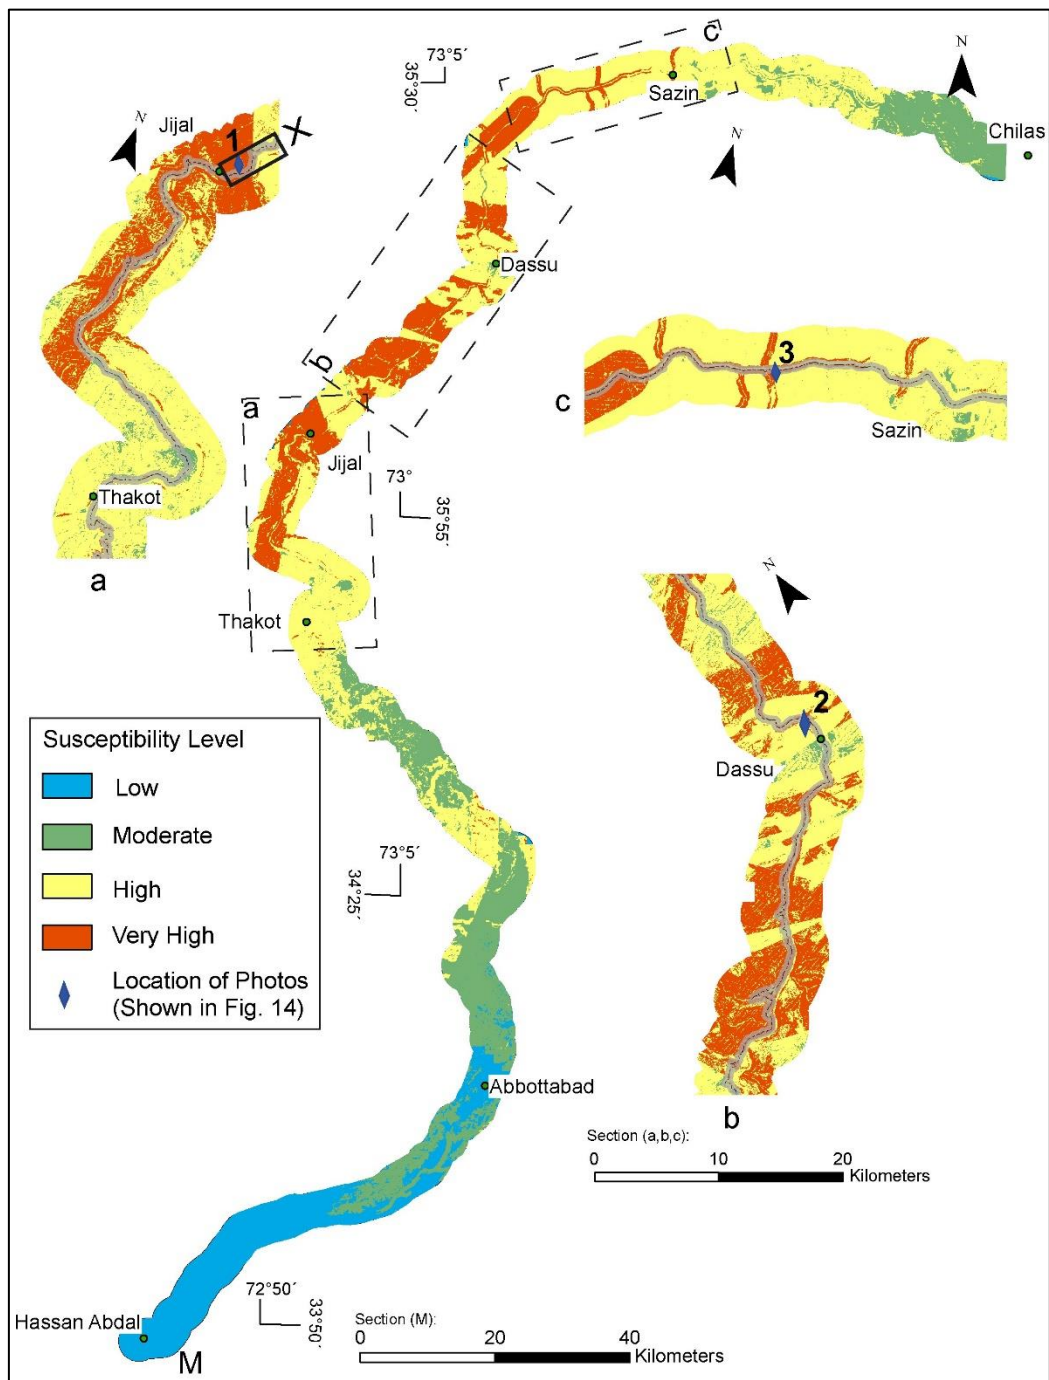 c
N
73°5´
35°30´
Sazin
Chilas
N
Jijal
1
X
N
Dassu
b
a
Jijal
3
c
Sazin
73°
35°55´
Thakot
a
Thakot
N
2
Dassu
b
Susceptibility Level
Low
Moderate
High
Very High
Location of Photos
(Shown in Fig. 14)
73°5´
34°25´
Abbottabad
Section (a,b,c):
0 10 20
Kilometers
72°50´
33°50´
Hassan Abdal
M
Section (M):
0 20 40
Kilometers